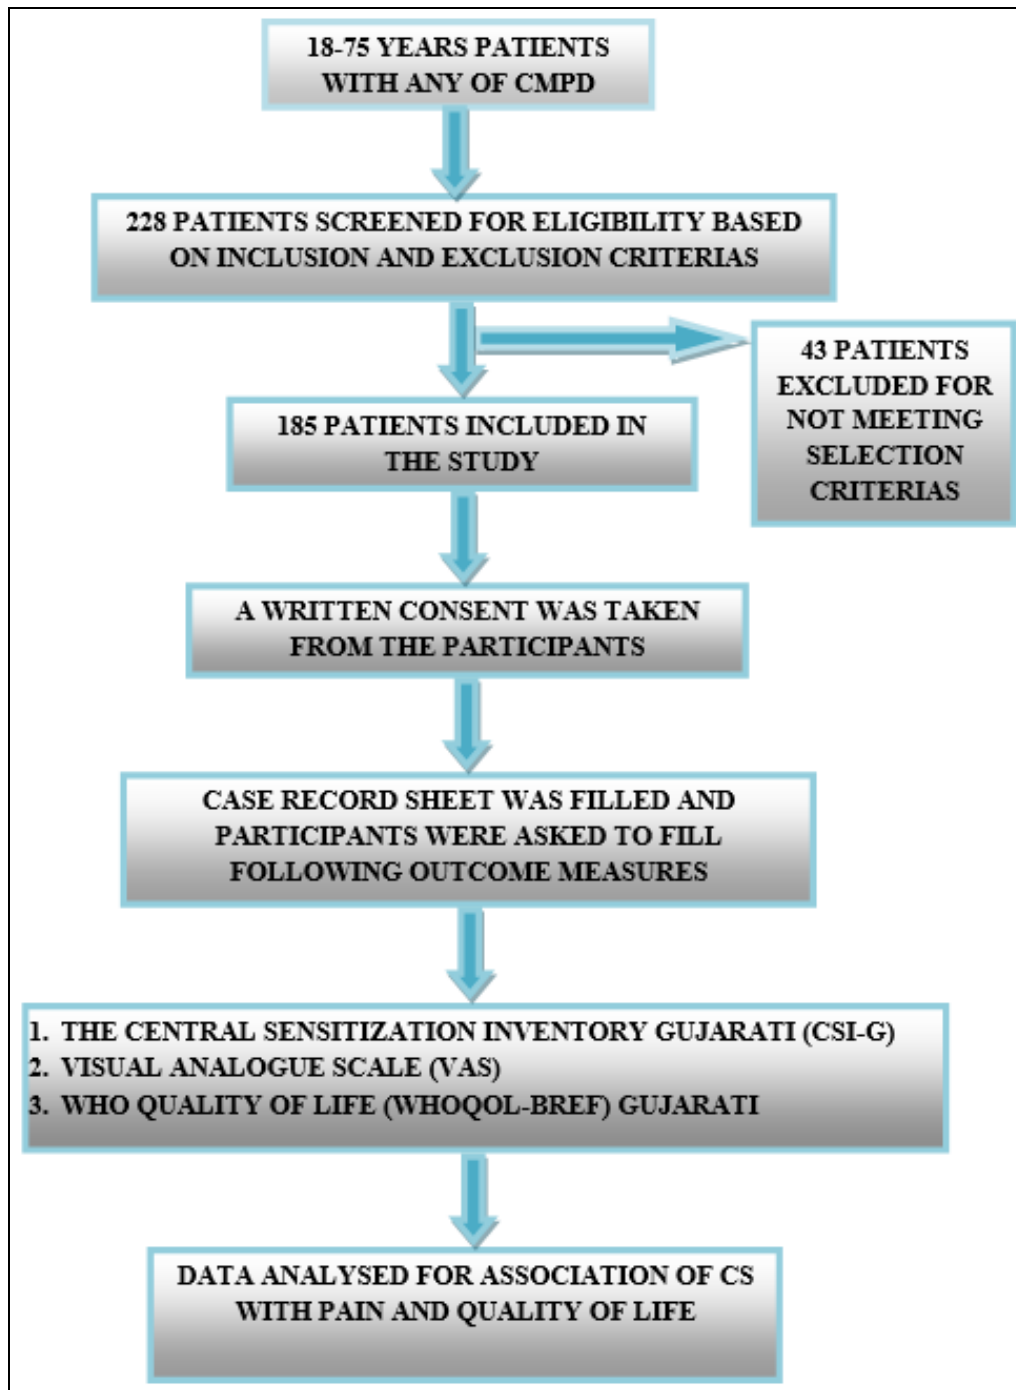 18-75 YEARS PATIENTS
WITH ANY OF CMPD
228 PATIENTS SCREENED FOR ELIGIBILITY BASED
ON INCLUSION AND EXCLUSION CRITERIAS
43 PATIENTS
EXCLUDED FOR
NOT MEETING
SELECTION
CRITERIAS
185 PATIENTS INCLUDED IN
THE STUDY
A WRITTEN CONSENT WAS TAKEN
FROM THE PARTICIPANTS
CASE RECORD SHEET WAS FILLED AND
PARTICIPANTS WERE ASKED TO FILL
FOLLOWING OUTCOME MEASURES
1. THE CENTRAL SENSITIZATION INVENTORY GUJARATI (CSI-G)
2. VISUAL ANALOGUE SCALE (VAS)
3. WHO QUALITY OF LIFE (WHOQOL-BREF) GUJARATI
DATA ANALYSED FOR ASSOCIATION OF CS
WITH PAIN AND QUALITY OF LIFE